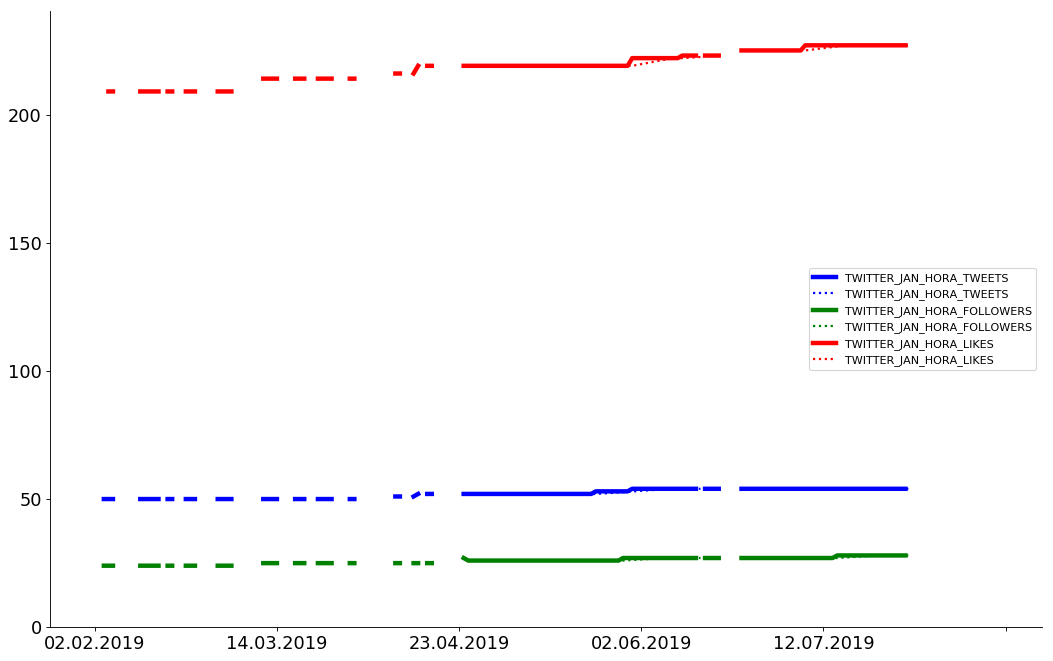 200
150
100
50
0
02.02.2019 14.03.2019 23.04.2019 02.06.2019 12.07.2019
TWITTER_JAN_HORA_TWEETS
TWITTER_JAN_HORA_TWEETS
TWITTER_JAN_HORA_FOLLOWERS
TWITTER_JAN_HORA_FOLLOWERS
TWITTER_JAN_HORA_LIKES
TWITTER_JAN_HORA_LIKES